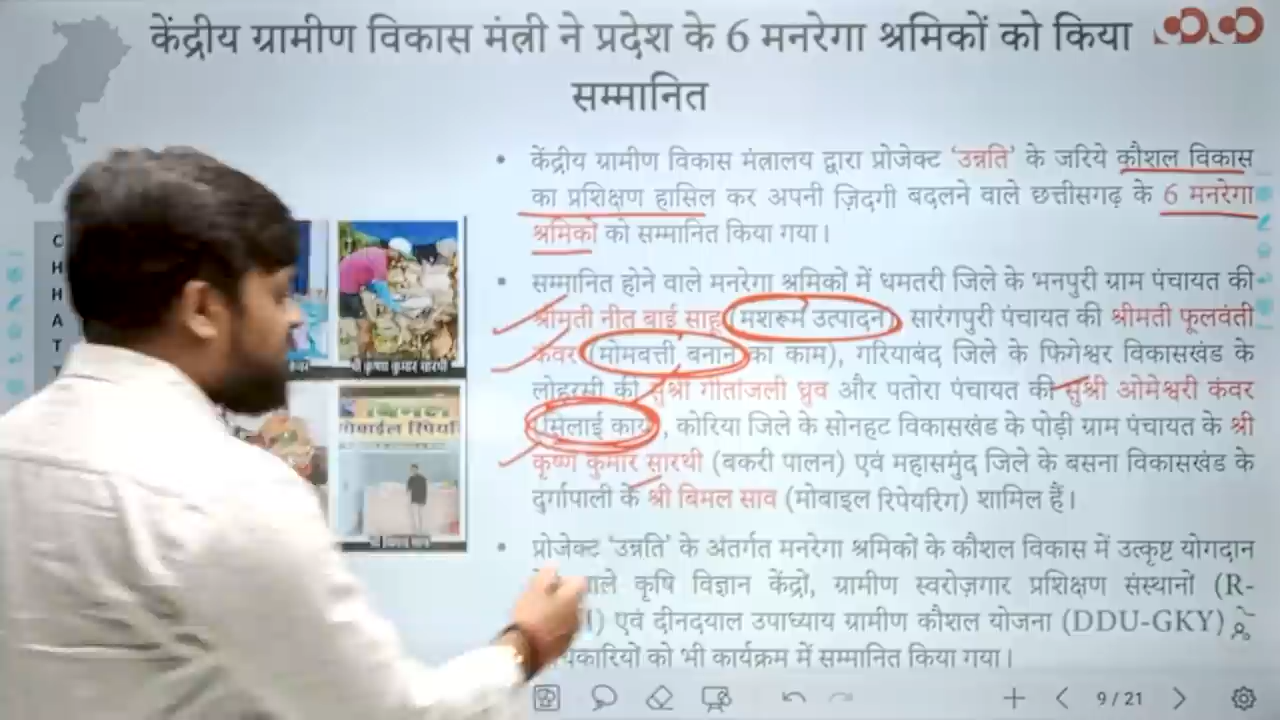 केंद्रीय ग्रामीण विकास मंत्री ने प्रदेश के 6 मनरेगा श्रमिकों को किया
सम्मानित
• केंद्रीय ग्रामीण विकास मंत्रालय द्वारा प्रोजेक्ट 'उन्नति' के जरिये कौशल विकास
का प्रशिक्षण हासिल कर अपनी ज़िदगी बदलने वाले छत्तीसगढ़ के 6 मनरेगा
श्रमिकों को सम्मानित किया गया।
• सम्मानित होने वाले मनरेगा श्रमिकों में धमतरी जिले के भनपुरी ग्राम पंचायत की
श्रीमती नीत बाई साहू (मशरूम उत्पादन), सारंगपुरी पंचायत की श्रीमती फूलवंती
कंवर (मोमबत्ती बनाने का काम), गरियाबंद जिले के फिगेश्वर विकासखंड के
लोहरसी की सुश्री गीतांजली ध्रुव और पतोरा पंचायत की सुश्री ओमेश्वरी कंवर
, कोरिया जिले के सोनहट विकासखंड के पोड़ी ग्राम पंचायत के श्री
कृष्ण कुमार सारथी (बकरी पालन) एवं महासमुंद जिले के बसना विकासखंड के
दुर्गापाली के श्री बिमल साव (मोबाइल रिपेयरिंग) शामिल हैं।
• प्रोजेक्ट 'उन्नति' के अंतर्गत मनरेगा श्रमिकों के कौशल विकास में उत्कृष्ट योगदान
वाले कृषि विज्ञान केंद्रों, ग्रामीण स्वरोज़गार प्रशिक्षण संस्थानों (R-
) एवं दीनदयाल उपाध्याय ग्रामीण कौशल योजना (DDU-GKY)
को भी कार्यक्रम में सम्मानित किया गया।
C
H
H
A
T
T
श्री कृष्ण कुमार सारथी
9 / 21